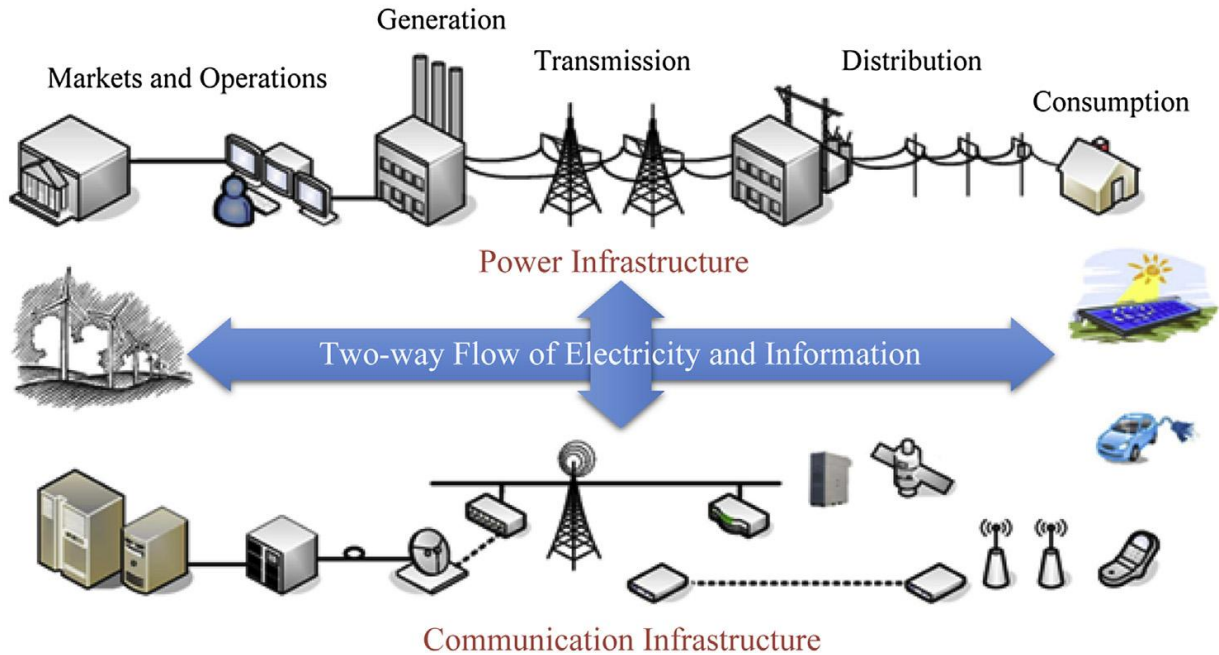 Generation
Markets and Operations
Transmission
Distribution
Consumption
Power Infrastructure
Two-way Flow of Electricity and Information
Communication Infrastructure